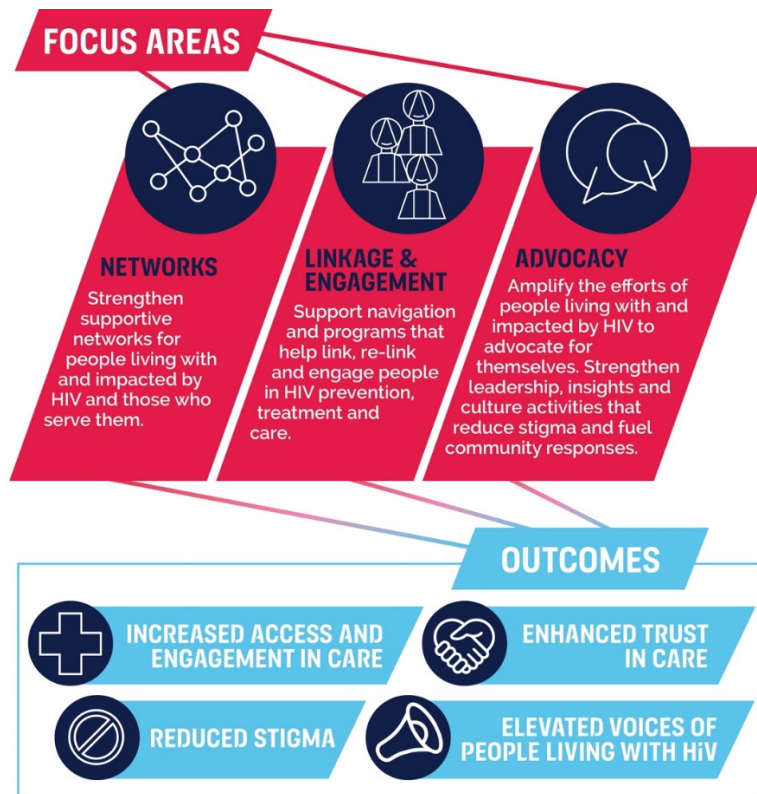 FOCUS AREAS
NETWORKS
Strengthen
supportive
networks for
people living with
and impacted by
HIV and those who
serve them.
LINKAGE &
ENGAGEMENT
Support navigation
and programs that
help link, re-link
and engage people
in HIV prevention,
treatment and
care.
ADVOCACY
Amplify the efforts of
people living with and
impacted by HIV to
advocate for
themselves. Strengthen
leadership, insights and
culture activities that
reduce stigma and fuel
community responses.
OUTCOMES
INCREASED ACCESS AND
ENGAGEMENT IN CARE
ENHANCED TRUST
IN CARE
REDUCED STIGMA
ELEVATED VOICES OF
PEOPLE LIVING WITH HiV